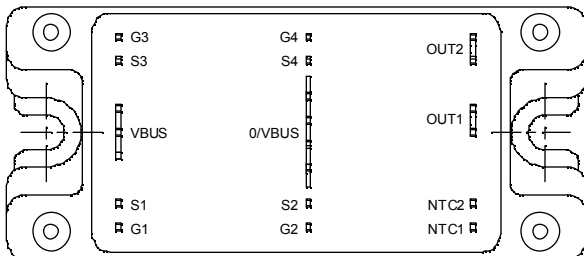 G3 G4 OUT2
S3 S4
VBUS 0/VBUS OUT1
S1 S2 NTC2
G1 G2 NTC1